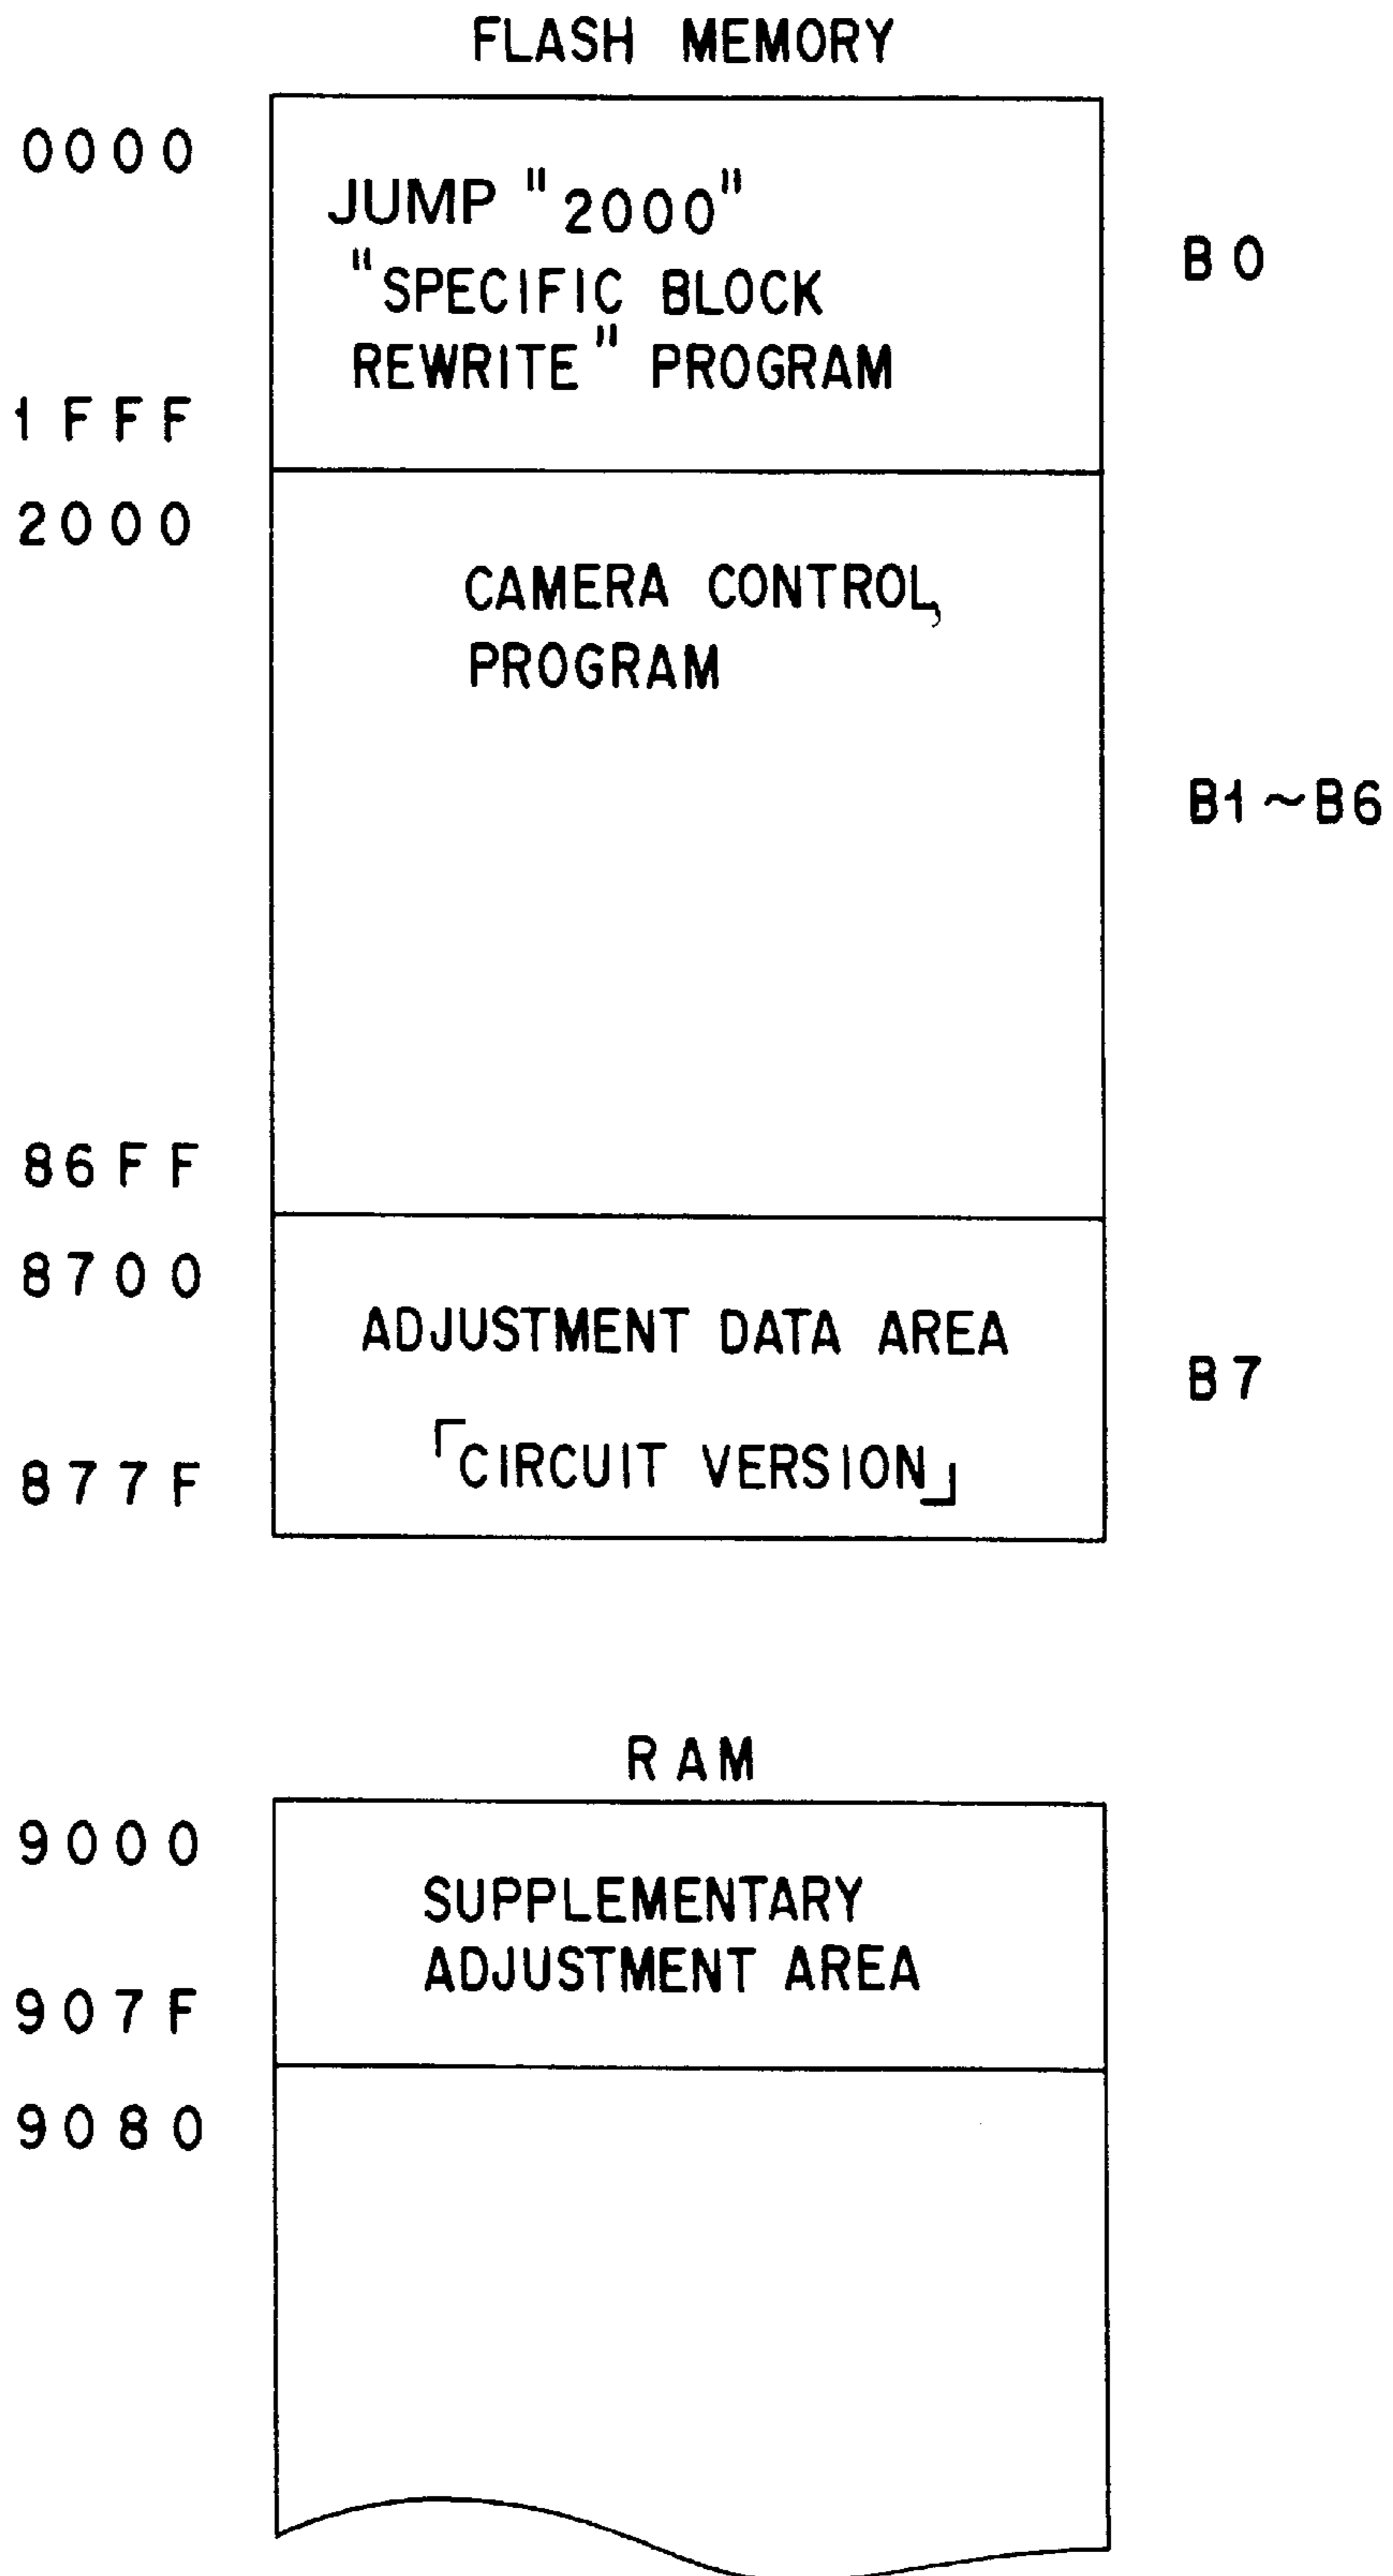 FLASH MEMORY
0000
JUMP "2000"
"SPECIFIC BLOCK
REWRITE" PROGRAM
B0
1FFF
2000
CAMERA CONTROL,
PROGRAM
B1~B6
86FF
8700
ADJUSTMENT DATA AREA
B7
「CIRCUIT VERSION」
877F
RAM
9000
SUPPLEMENTARY
ADJUSTMENT AREA
907F
9080